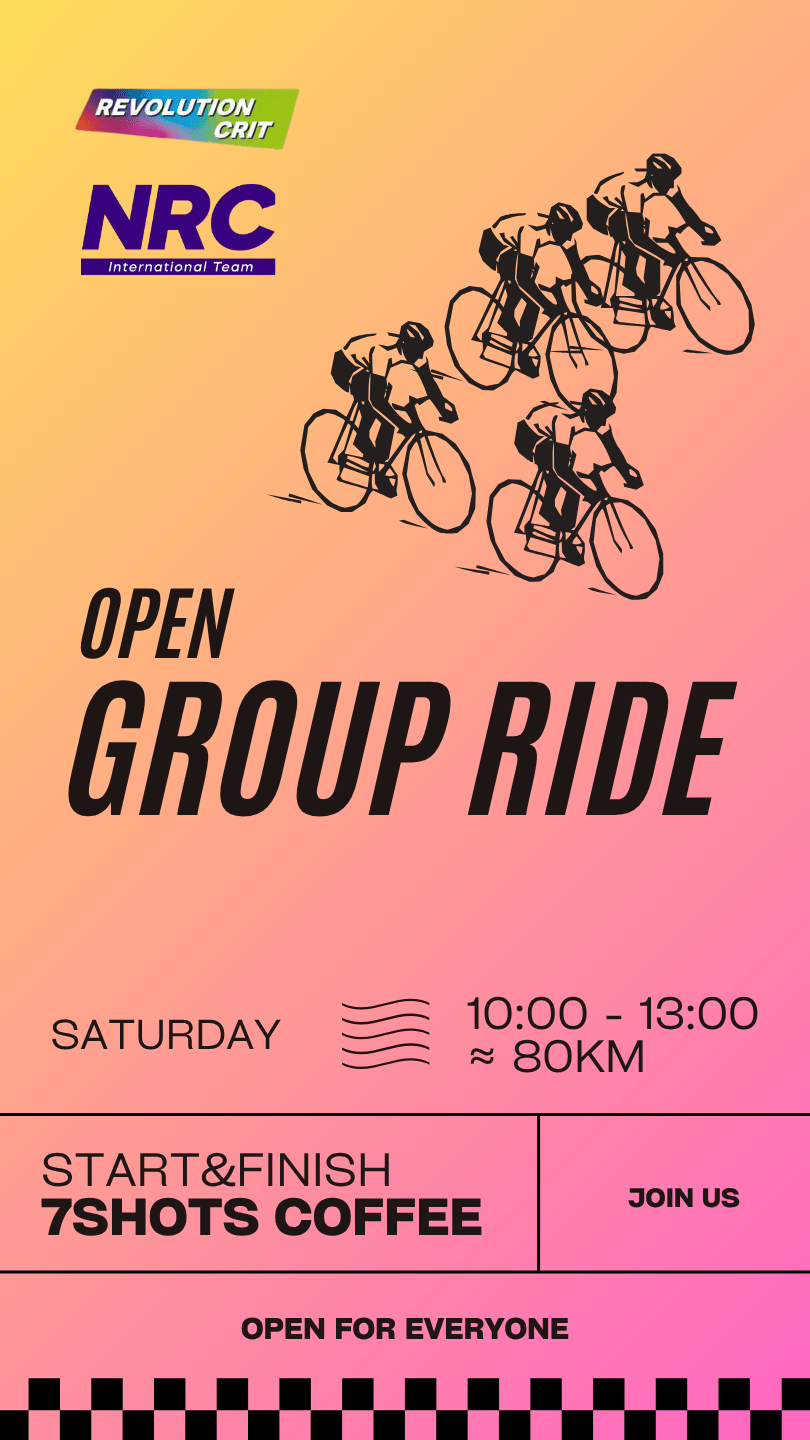 REVOLUTION
CRIT
NRC
International Team
OPEN
GROUP RIDE
SATURDAY
10:00 - 13:00
≈ 80KM
START&FINISH
7SHOTS COFFEE
JOIN US
OPEN FOR EVERYONE